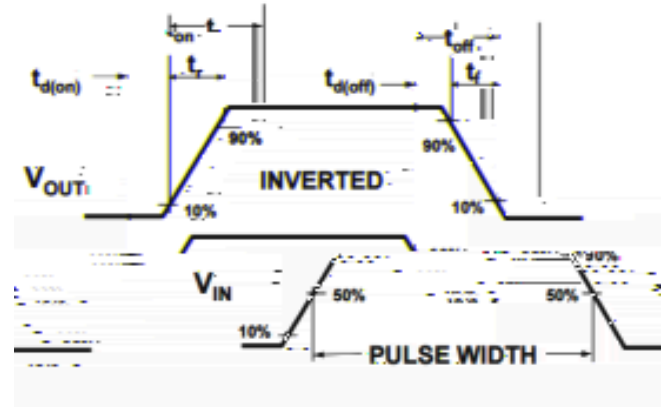 ton t
toff
td(on) tr td(off) tf
90% 90%
VOUT INVERTED
10% 10%
90%
VIN 50% 50%
10%
PULSE WIDTH